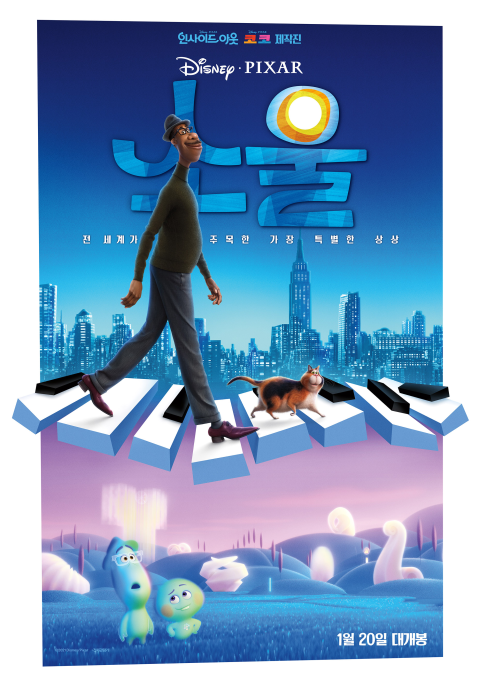 인사이드 아웃 코코 제작진
Disney · PIXAR
소울
전 세계가 주목한 가장 특별한 상상
1월 20일 대개봉